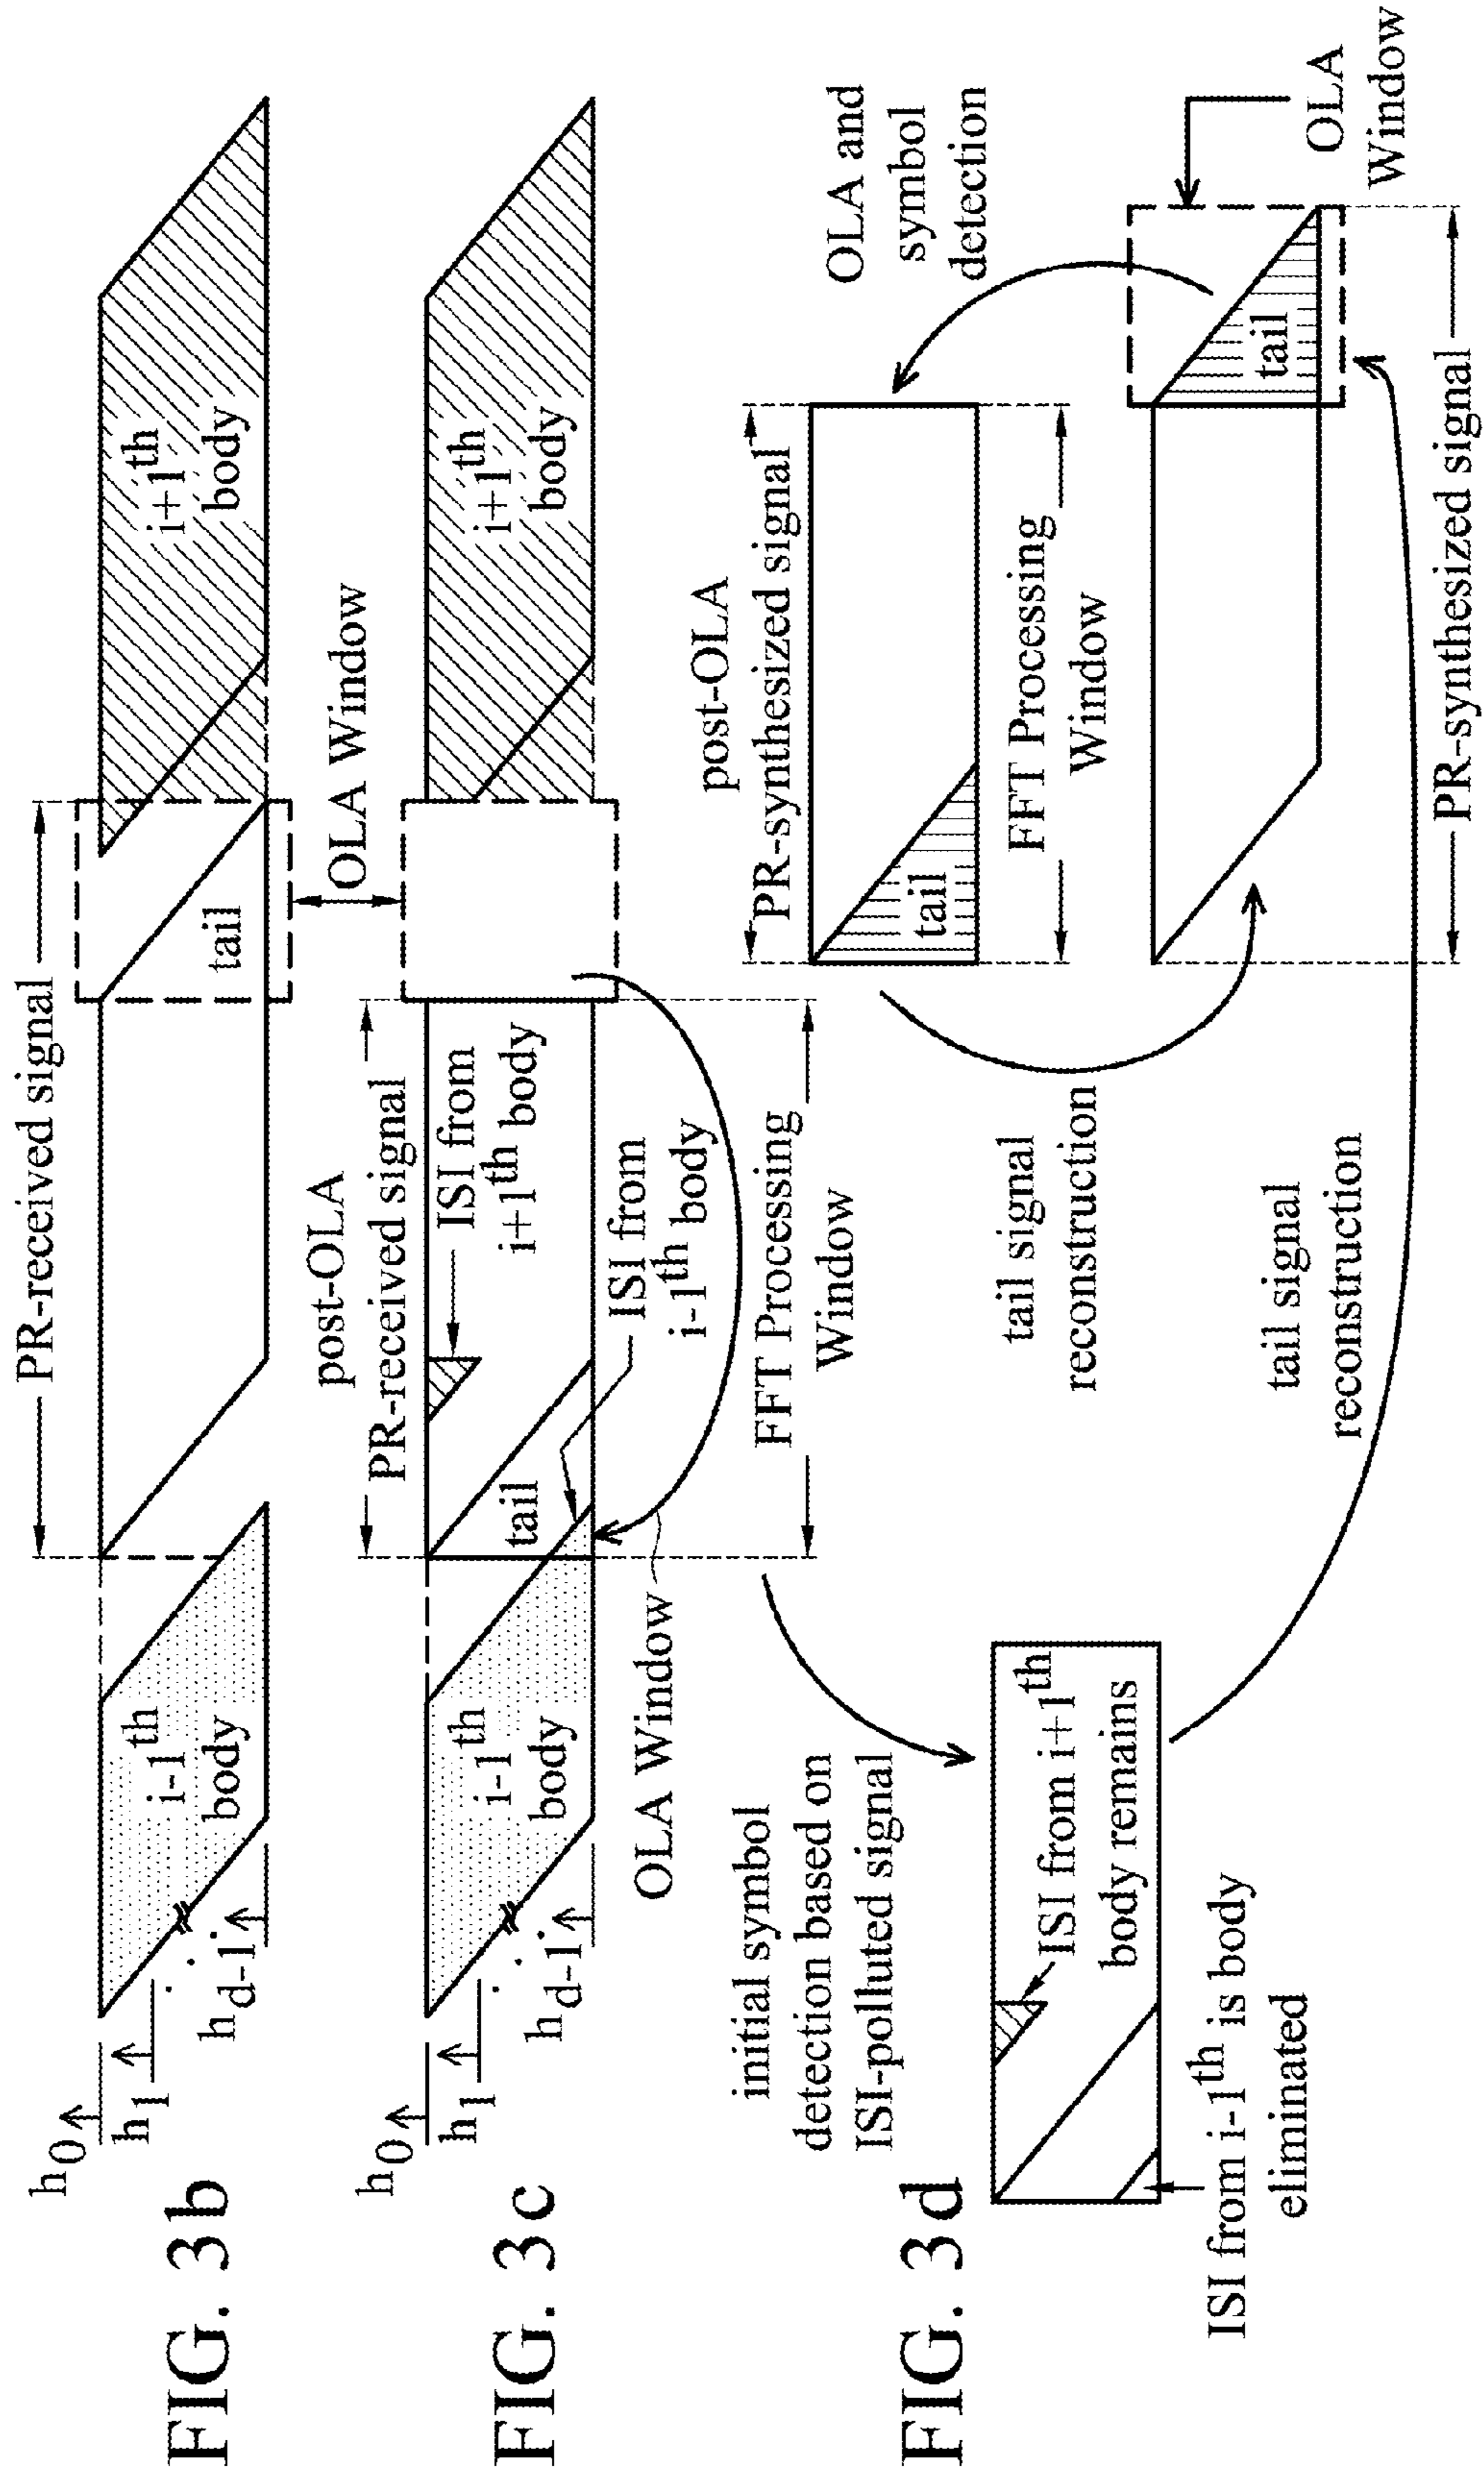 FIG. 3b
h0
h1
hd-1
i-1th
body
PR-received signal
tail
i+1th
body
OLA Window
FIG. 3c
h0
h1
hd-1
i-1th
body
post-OLA
PR-received signal
tail
ISI from
i+1th body
ISI from
i-1th body
i+1th
body
OLA Window
FFT Processing
Window
FIG. 3d
initial symbol
detection based on
ISI-polluted signal
ISI from i+1th
body remains
ISI from i-1th is body
eliminated
tail signal
reconstruction
tail signal
reconstruction
post-OLA
PR-synthesized signal
tail
FFT Processing
Window
OLA and
symbol
detection
tail
OLA
Window
PR-synthesized signal